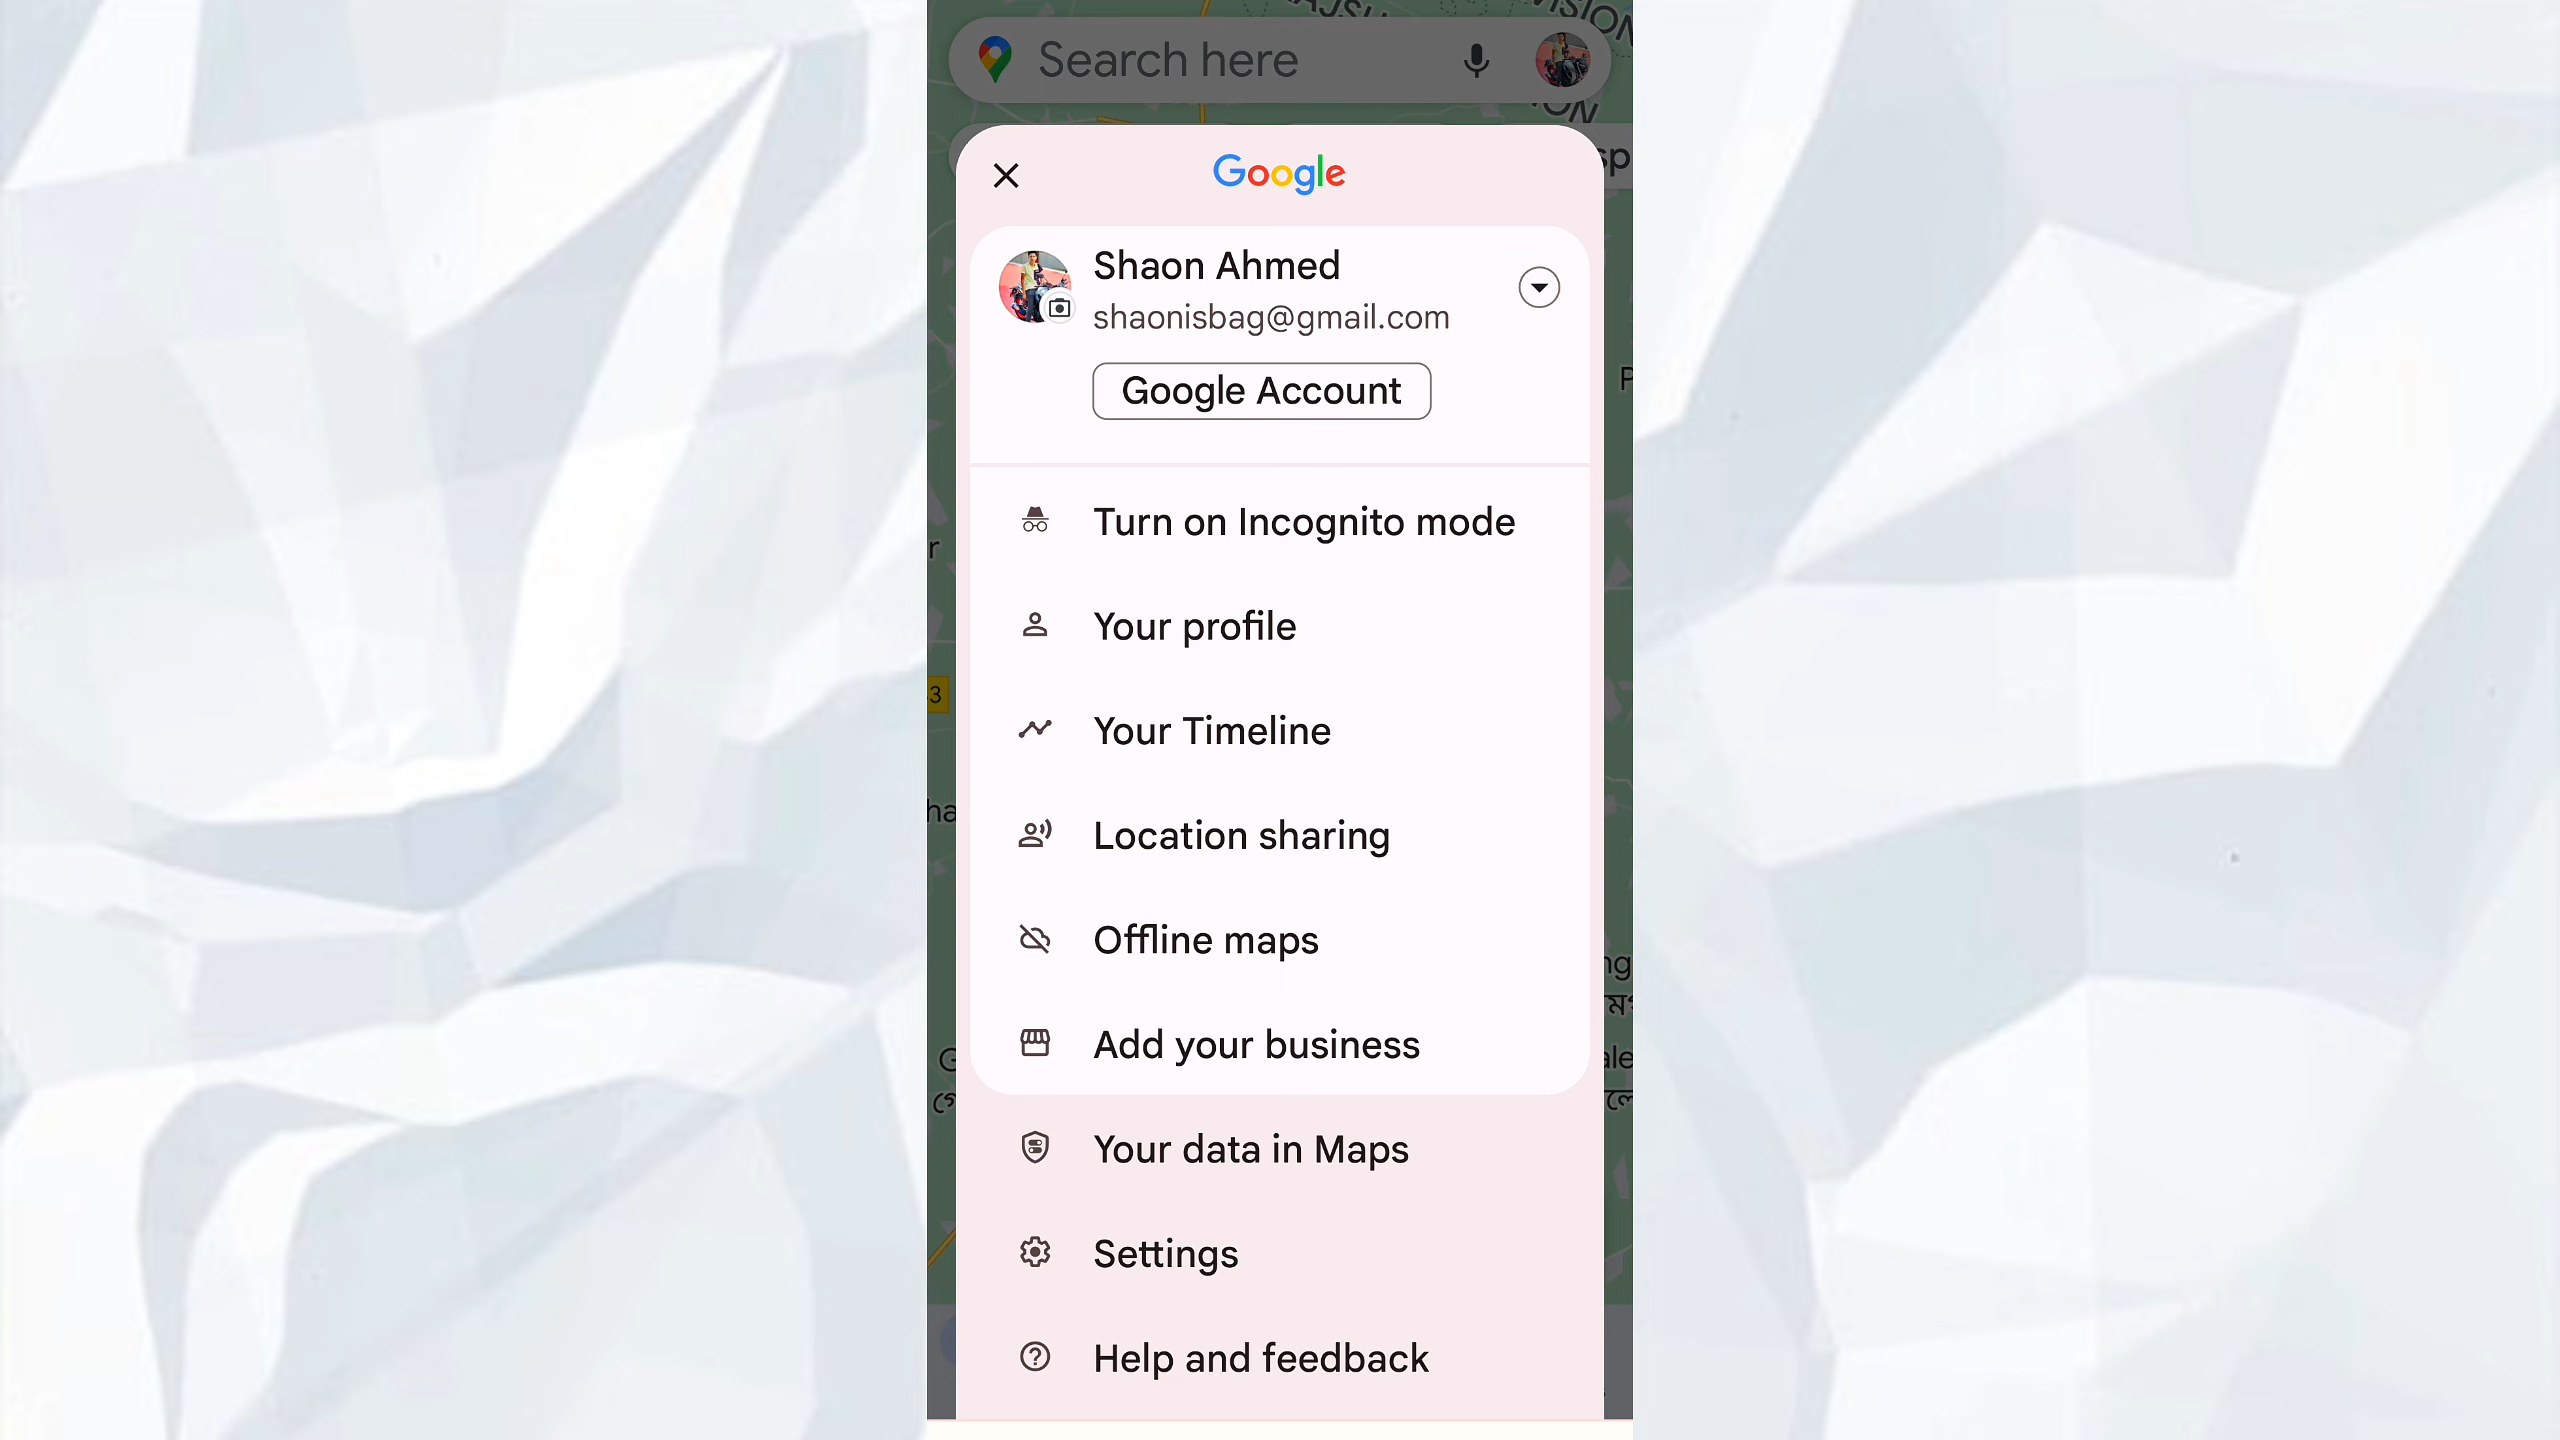 Search here
Google
Shaon Ahmed
shaonisbag@gmail.com
Google Account
Turn on Incognito mode
Your profile
Your Timeline
Location sharing
Offline maps
Add your business
Your data in Maps
Settings
Help and feedback